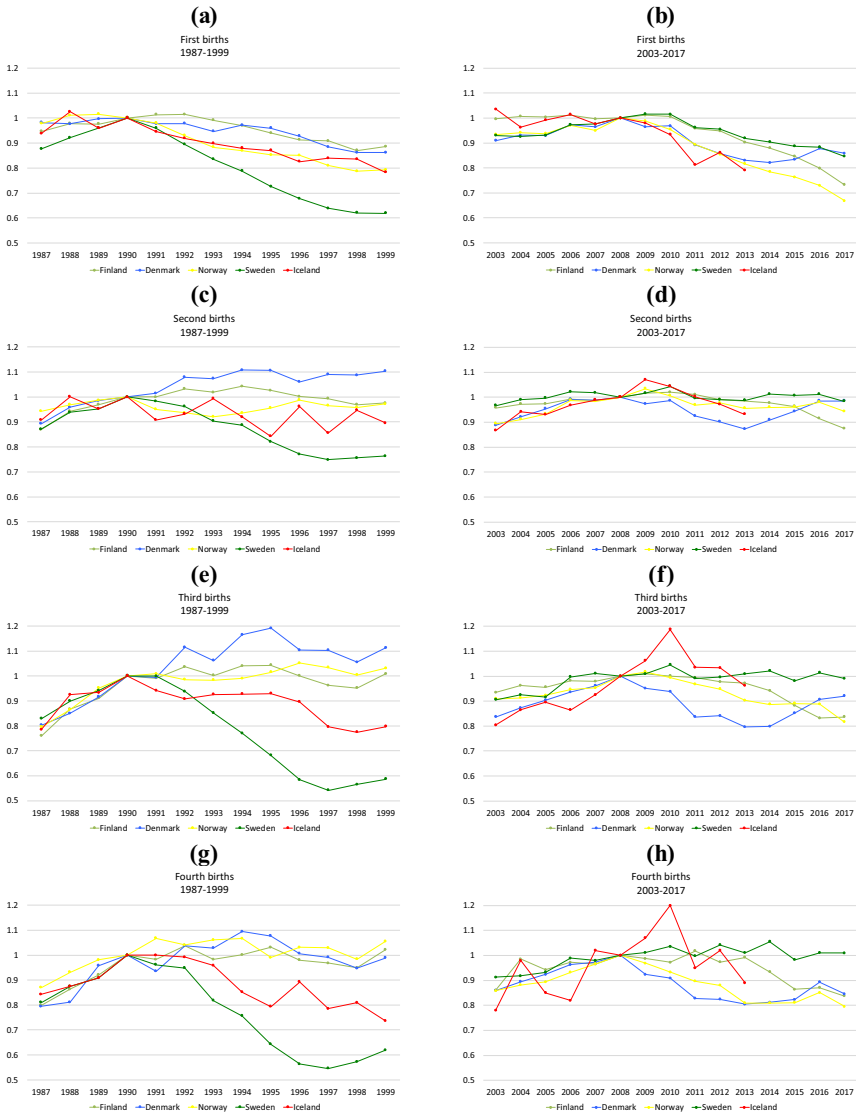 (a)
First births
1987-1999
1.2
1.1
1
0.9
0.8
0.7
0.6
0.5
1987 1988 1989 1990 1991 1992 1993 1994 1995 1996 1997 1998 1999
Finland Denmark Norway Sweden Iceland
(b)
First births
2003-2017
1.2
1.1
1
0.9
0.8
0.7
0.6
0.5
2003 2004 2005 2006 2007 2008 2009 2010 2011 2012 2013 2014 2015 2016 2017
Finland Denmark Norway Sweden Iceland
(c)
Second births
1987-1999
1.2
1.1
1
0.9
0.8
0.7
0.6
0.5
1987 1988 1989 1990 1991 1992 1993 1994 1995 1996 1997 1998 1999
Finland Denmark Norway Sweden Iceland
(d)
Second births
2003-2017
1.2
1.1
1
0.9
0.8
0.7
0.6
0.5
2003 2004 2005 2006 2007 2008 2009 2010 2011 2012 2013 2014 2015 2016 2017
Finland Denmark Norway Sweden Iceland
(e)
Third births
1987-1999
1.2
1.1
1
0.9
0.8
0.7
0.6
0.5
1987 1988 1989 1990 1991 1992 1993 1994 1995 1996 1997 1998 1999
Finland Denmark Norway Sweden Iceland
(f)
Third births
2003-2017
1.2
1.1
1
0.9
0.8
0.7
0.6
0.5
2003 2004 2005 2006 2007 2008 2009 2010 2011 2012 2013 2014 2015 2016 2017
Finland Denmark Norway Sweden Iceland
(g)
Fourth births
1987-1999
1.2
1.1
1
0.9
0.8
0.7
0.6
0.5
1987 1988 1989 1990 1991 1992 1993 1994 1995 1996 1997 1998 1999
Finland Denmark Norway Sweden Iceland
(h)
Fourth births
2003-2017
1.2
1.1
1
0.9
0.8
0.7
0.6
0.5
2003 2004 2005 2006 2007 2008 2009 2010 2011 2012 2013 2014 2015 2016 2017
Finland Denmark Norway Sweden Iceland